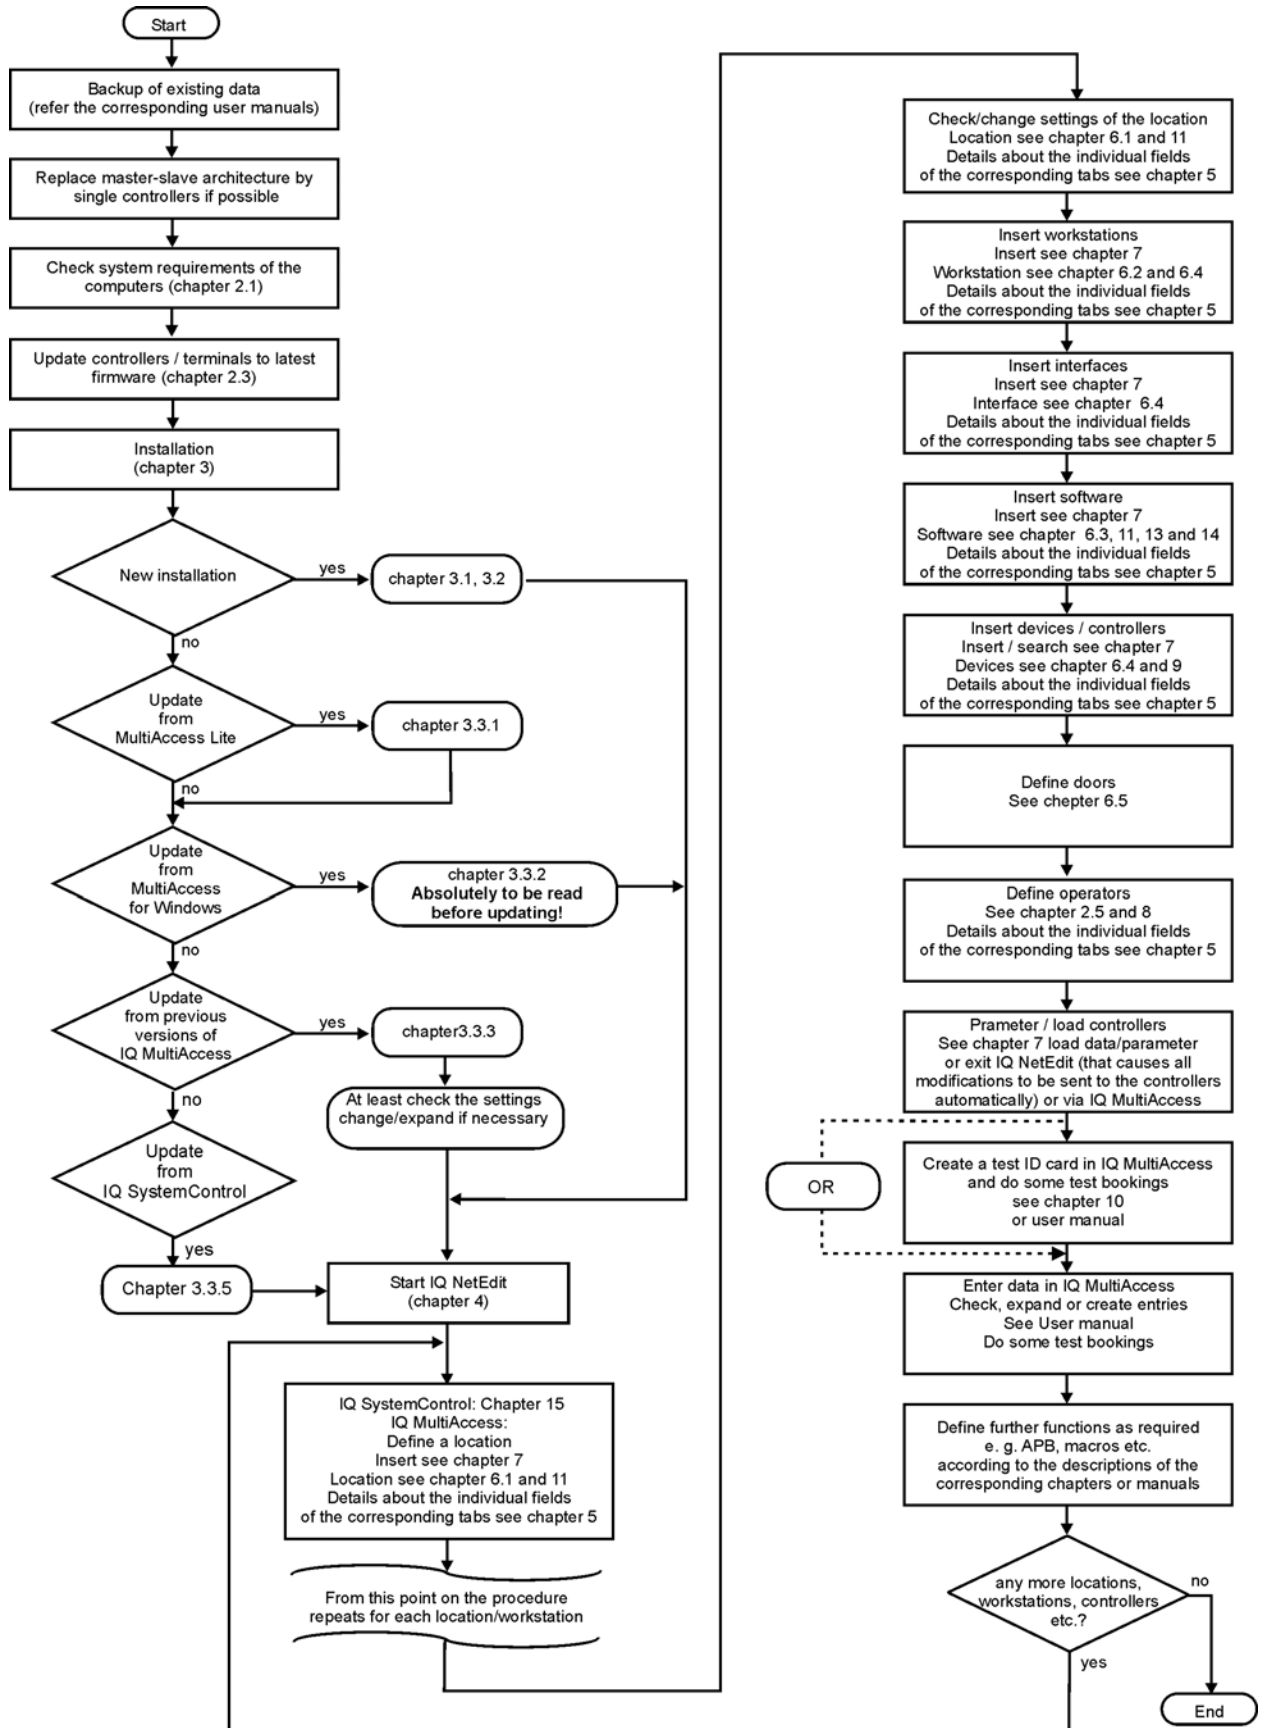 Start
Backup of existing data
(refer the corresponding user manuals)
Replace master-slave architecture by
single controllers if possible
Check system requirements of the
computers (chapter 2.1)
Update controllers / terminals to latest
firmware (chapter 2.3)
Installation
(chapter 3)
New installation
yes
chapter 3.1, 3.2
no
Update
from
MultiAccess Lite
yes
chapter 3.3.1
no
Update
from
MultiAccess
for Windows
yes
chapter 3.3.2
Absolutely to be read
before updating!
no
Update
from previous
versions of
IQ MultiAccess
yes
chapter3.3.3
At least check the settings
change/expand if necessary
no
Update
from
IQ SystemControl
yes
Chapter 3.3.5
Start IQ NetEdit
(chapter 4)
IQ SystemControl: Chapter 15
IQ MultiAccess:
Define a location
Insert see chapter 7
Location see chapter 6.1 and 11
Details about the individual fields
of the corresponding tabs see chapter 5
From this point on the procedure
repeats for each location/workstation
Check/change settings of the location
Location see chapter 6.1 and 11
Details about the individual fields
of the corresponding tabs see chapter 5
Insert workstations
Insert see chapter 7
Workstation see chapter 6.2 and 6.4
Details about the individual fields
of the corresponding tabs see chapter 5
Insert interfaces
Insert see chapter 7
Interface see chapter 6.4
Details about the individual fields
of the corresponding tabs see chapter 5
Insert software
Insert see chapter 7
Software see chapter 6.3, 11, 13 and 14
Details about the individual fields
of the corresponding tabs see chapter 5
Insert devices / controllers
Insert / search see chapter 7
Devices see chapter 6.4 and 9
Details about the individual fields
of the corresponding tabs see chapter 5
Define doors
See chepter 6.5
Define operators
See chapter 2.5 and 8
Details about the individual fields
of the corresponding tabs see chapter 5
Prameter / load controllers
See chapter 7 load data/parameter
or exit IQ NetEdit (that causes all
modifications to be sent to the controllers
automatically) or via IQ MultiAccess
OR
Create a test ID card in IQ MultiAccess
and do some test bookings
see chapter 10
or user manual
Enter data in IQ MultiAccess
Check, expand or create entries
See User manual
Do some test bookings
Define further functions as required
e. g. APB, macros etc.
according to the descriptions of the
corresponding chapters or manuals
any more locations,
workstations, controllers
etc.?
no
yes
End